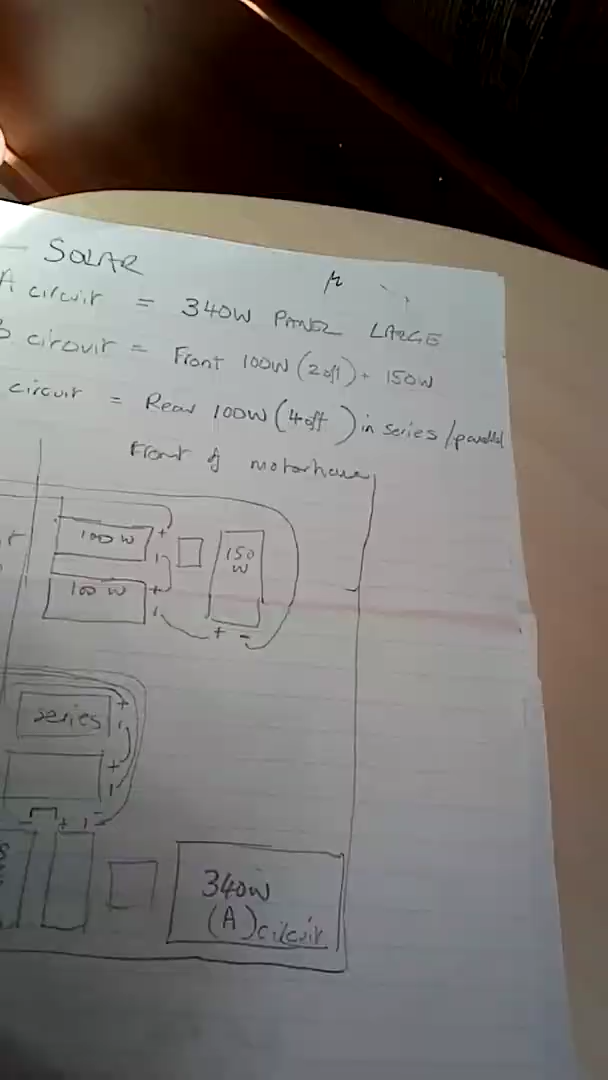 SOLAR
A circuit = 340W PANEL LARGE
circuit = Front 100W (2off) + 150W
circuit = Rear 100W (4off) in series/parallel
Front of motorhome
100W
150
W
100W
+
-
+
-
+ -
series
+
-
+
-
- + -
340W
(A) circuit